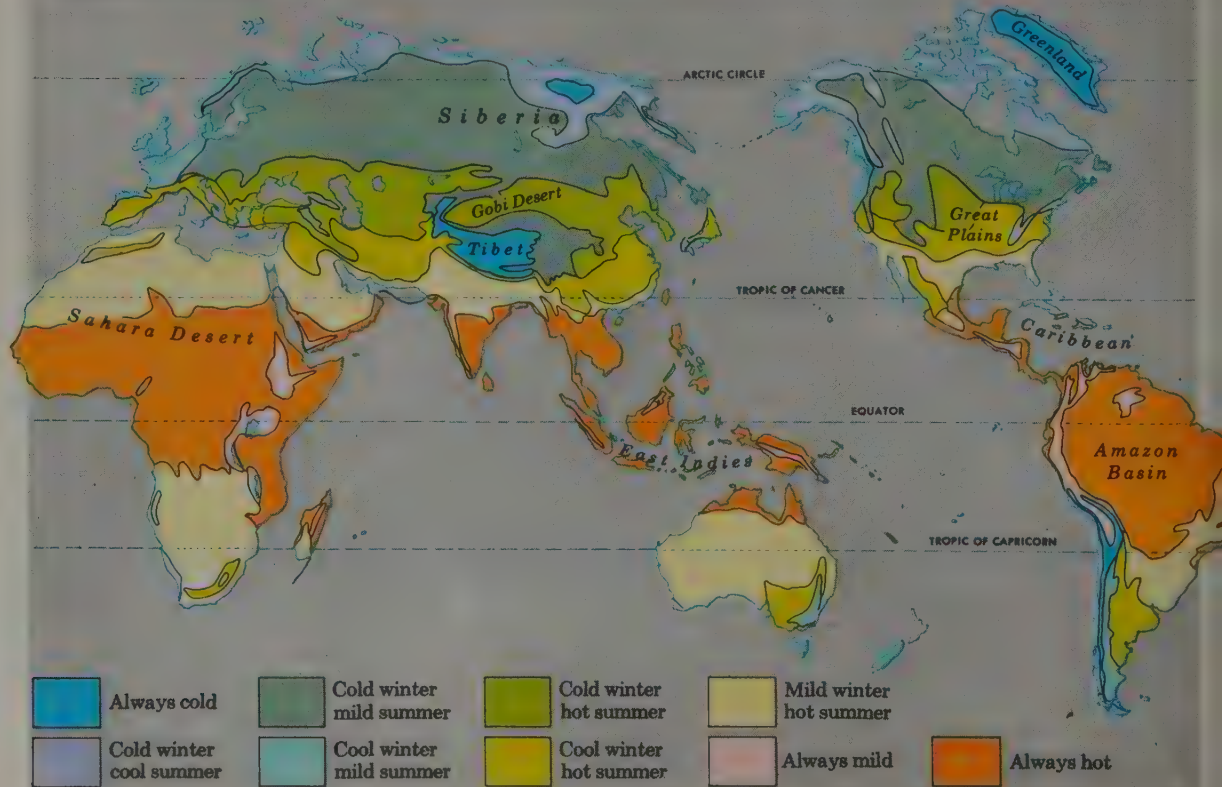 Greenland
ARCTIC CIRCLE
Siberia
Gobi Desert
Great
Plains
Tibet
TROPIC OF CANCER
Sahara Desert
Caribbean
EQUATOR
Amazon
Basin
East Indies
TROPIC OF CAPRICORN
Always cold
Cold winter
mild summer
Cold winter
hot summer
Mild winter
hot summer
Cold winter
cool summer
Cool winter
mild summer
Cool winter
hot summer
Always mild
Always hot